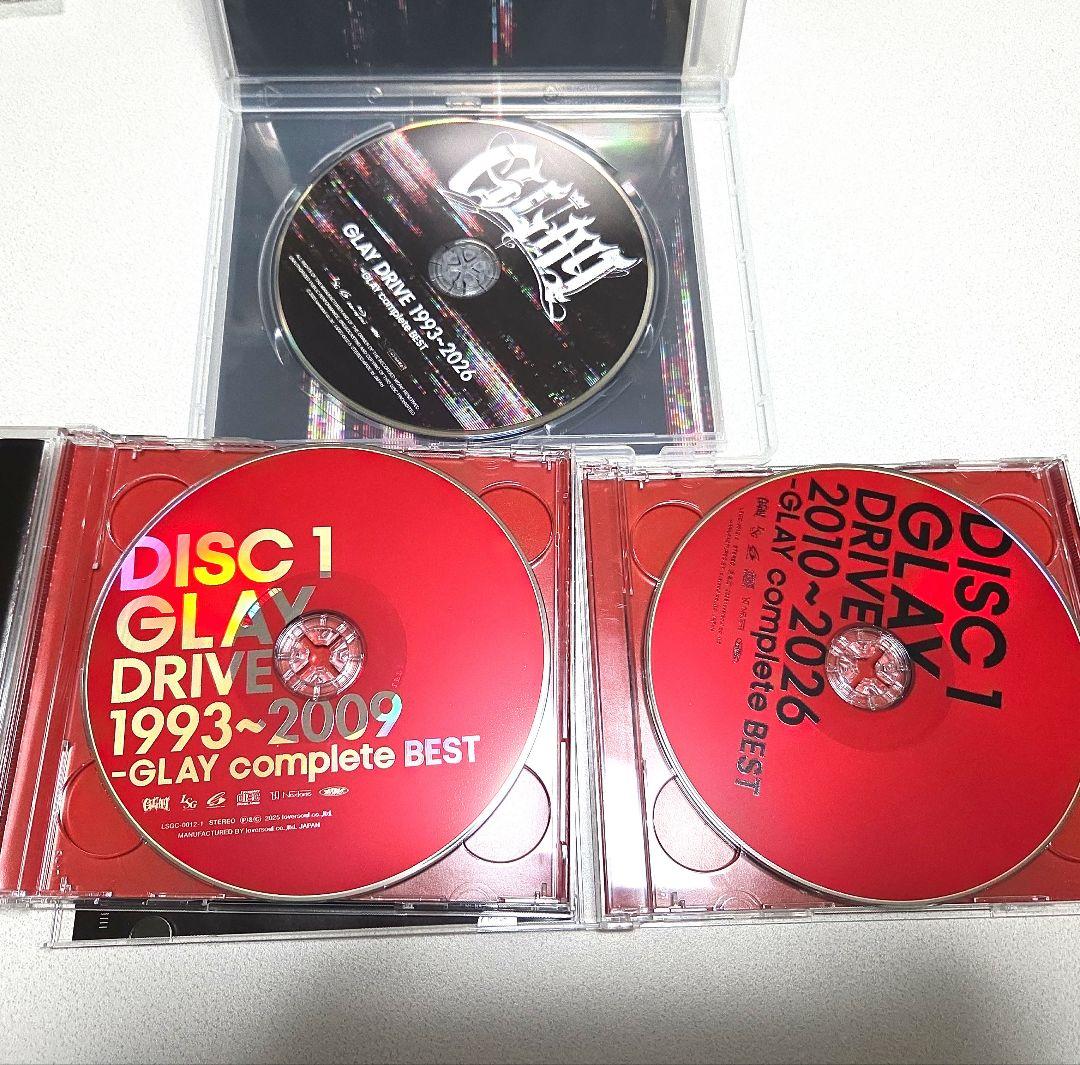 GLAY
GLAY DRIVE 1993~2026
-GLAY complete BEST
DISC 1
GLAY
DRIVE
1993~2009
-GLAY complete BEST
LSG
NexTone
LSGC-0012-1 STEREO Ⓟ&Ⓒ 2025 loversoul co.,ltd.
MANUFACTURED BY loversoul co.,ltd. JAPAN
DISC 1
GLAY
DRIVE
2010~2026
-GLAY complete BEST